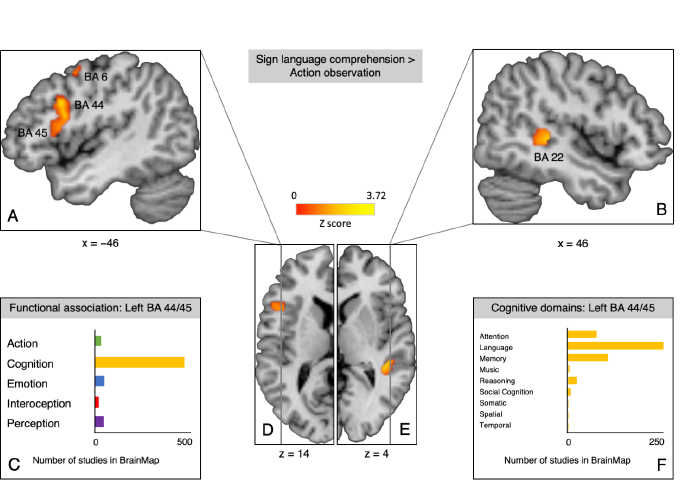 Sign language comprehension >
Action observation
BA 6
BA 44
BA 45
A
x = −46
BA 22
B
x = 46
0 3.72
Z score
D
z = 14
E
z = 4
Functional association: Left BA 44/45
Action
Cognition
Emotion
Interoception
Perception
0 500
Number of studies in BrainMap
C
Cognitive domains: Left BA 44/45
Attention
Language
Memory
Music
Reasoning
Social Cognition
Somatic
Spatial
Temporal
0 250
Number of studies in BrainMap
F